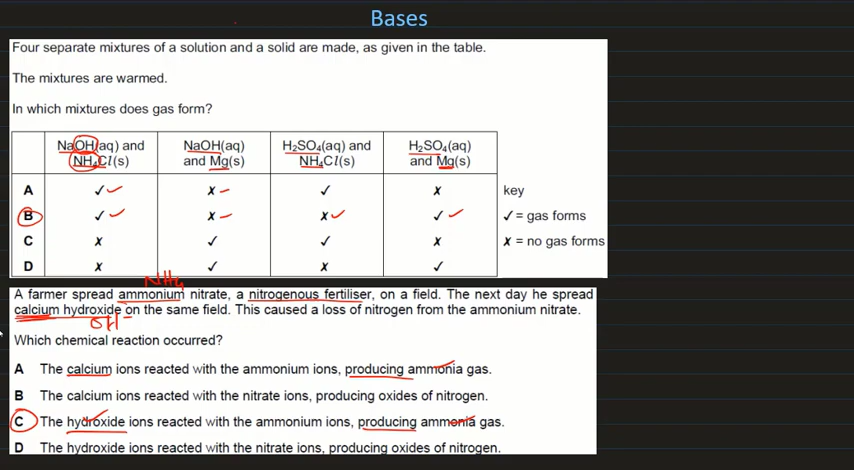 Bases
Four separate mixtures of a solution and a solid are made, as given in the table.
The mixtures are warmed.
In which mixtures does gas form?
NaOH(aq) and NH₄Cl(s) NaOH(aq) and Mg(s) H₂SO₄(aq) and NH₄Cl(s) H₂SO₄(aq) and Mg(s)
A ✓ ✗ ✓ ✗ key
B ✓ ✗ ✗ ✓ ✓ = gas forms
C ✗ ✓ ✓ ✗ ✗ = no gas forms
D ✗ ✓ ✗ ✓
NH4
A farmer spread ammonium nitrate, a nitrogenous fertiliser, on a field. The next day he spread
calcium hydroxide on the same field. This caused a loss of nitrogen from the ammonium nitrate.
OH⁻
Which chemical reaction occurred?
A The calcium ions reacted with the ammonium ions, producing ammonia gas.
B The calcium ions reacted with the nitrate ions, producing oxides of nitrogen.
C The hydroxide ions reacted with the ammonium ions, producing ammonia gas.
D The hydroxide ions reacted with the nitrate ions, producing oxides of nitrogen.